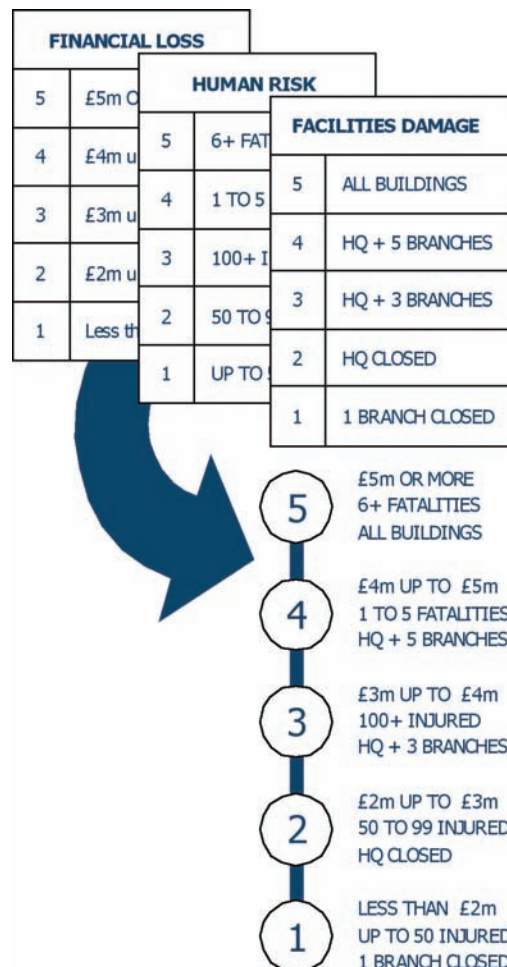 FINANCIAL LOSS
5 £5m O
4 £4m u
3 £3m u
2 £2m u
1 Less th
HUMAN RISK
5 6+ FAT
4 1 TO 5
3 100+ I
2 50 TO 9
1 UP TO 5
FACILITIES DAMAGE
5 ALL BUILDINGS
4 HQ + 5 BRANCHES
3 HQ + 3 BRANCHES
2 HQ CLOSED
1 1 BRANCH CLOSED
5
£5m OR MORE
6+ FATALITIES
ALL BUILDINGS
4
£4m UP TO £5m
1 TO 5 FATALITIES
HQ + 5 BRANCHES
3
£3m UP TO £4m
100+ INJURED
HQ + 3 BRANCHES
2
£2m UP TO £3m
50 TO 99 INJURED
HQ CLOSED
1
LESS THAN £2m
UP TO 50 INJURED
1 BRANCH CLOSED